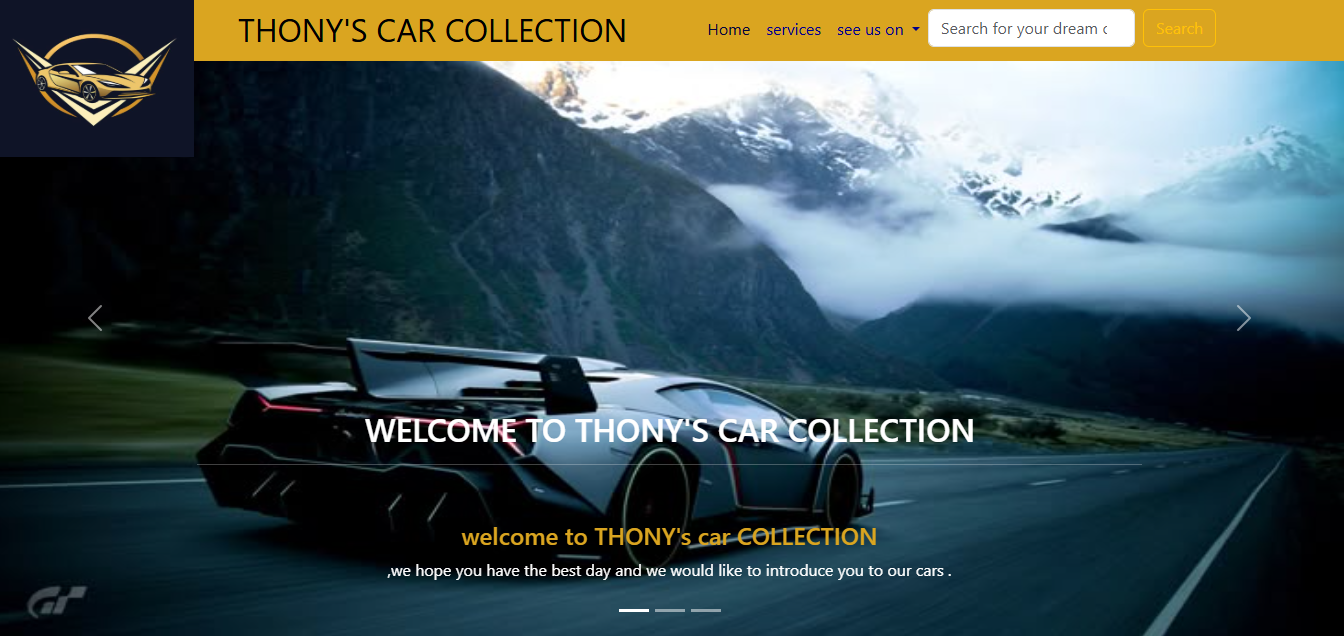 THONY'S CAR COLLECTION
Home services see us on Search for your dream c Search
WELCOME TO THONY'S CAR COLLECTION
welcome to THONY's car COLLECTION
,we hope you have the best day and we would like to introduce you to our cars .
GT